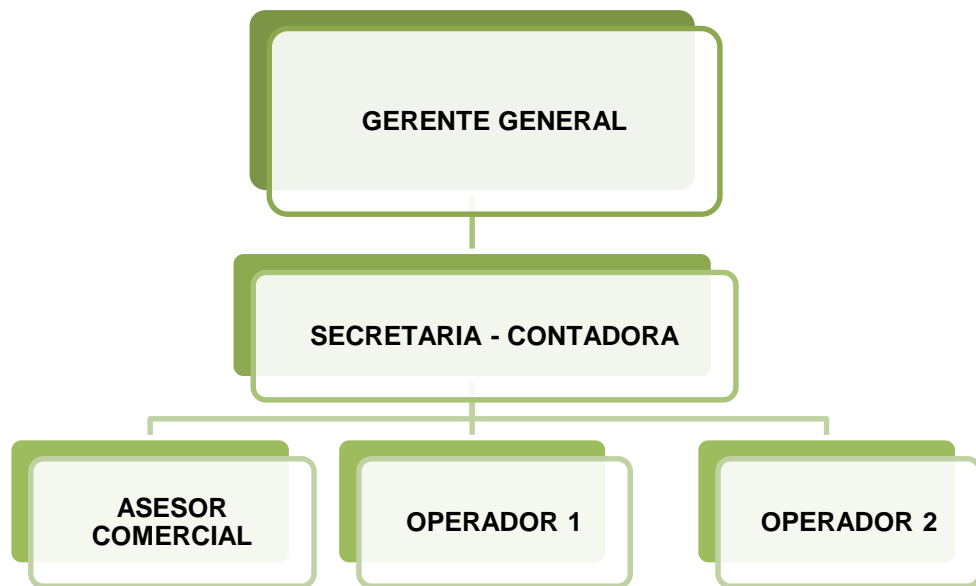 GERENTE GENERAL
SECRETARIA - CONTADORA
ASESOR
COMERCIAL
OPERADOR 1
OPERADOR 2